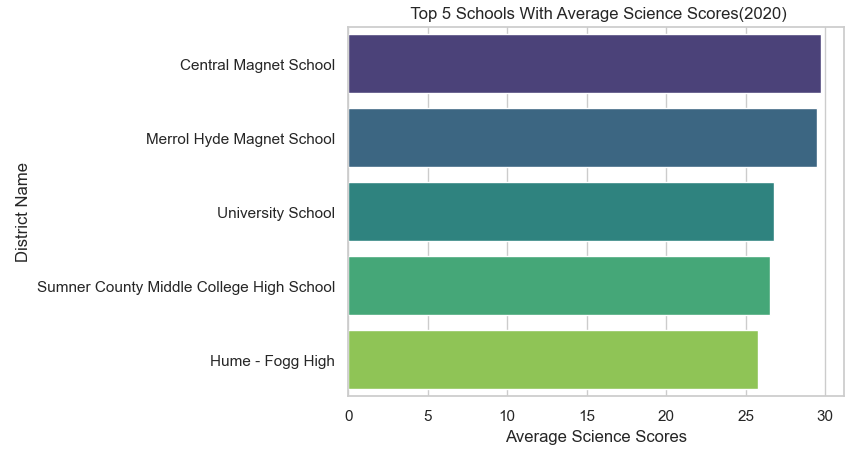 Top 5 Schools With Average Science Scores(2020)
Central Magnet School
Merrol Hyde Magnet School
University School
Sumner County Middle College High School
Hume - Fogg High
District Name
0 5 10 15 20 25 30
Average Science Scores